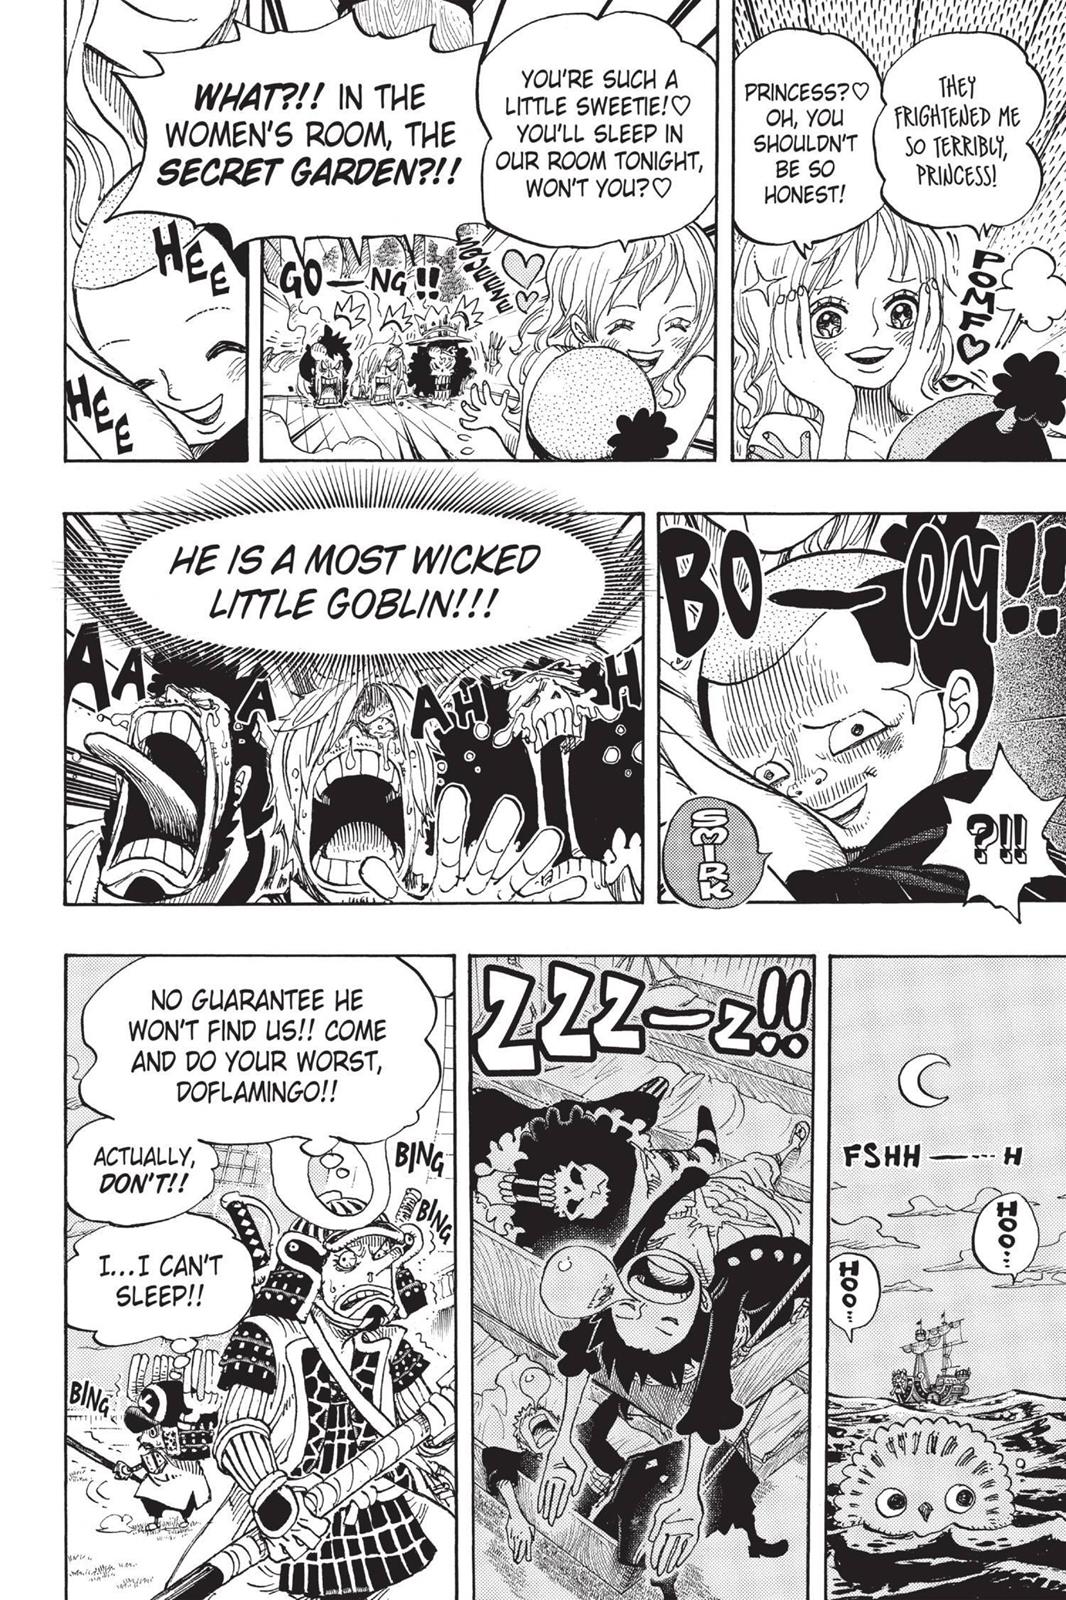 THEY
FRIGHTENED ME
SO TERRIBLY,
PRINCESS!
PRINCESS?♡
OH, YOU
SHOULDN'T
BE SO
HONEST!
POMF♡
YOU'RE SUCH A
LITTLE SWEETIE!♡
YOU'LL SLEEP IN
OUR ROOM TONIGHT,
WON'T YOU?♡
GO—NG!!
WHAT?!! IN THE
WOMEN'S ROOM, THE
SECRET GARDEN?!!
HEE
HEE
BO—OM!!
SMIRK
?!!
HE IS A MOST WICKED
LITTLE GOBLIN!!!
AAAAHH
FSHH—···H
HOO...
HOO...
ZZZ—Z!!
NO GUARANTEE HE
WON'T FIND US!! COME
AND DO YOUR WORST,
DOFLAMINGO!!
ACTUALLY,
DON'T!!
BING
BING
I...I CAN'T
SLEEP!!
BING